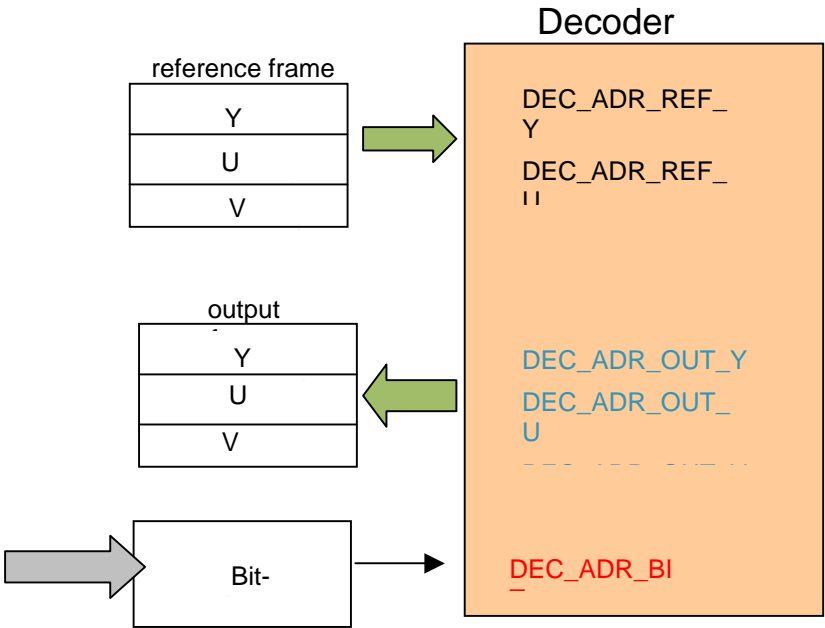 Decoder
reference frame
Y
U
V
DEC_ADR_REF_
Y
DEC_ADR_REF_
output
Y
U
V
DEC_ADR_OUT_Y
DEC_ADR_OUT_
U
Bit-
DEC_ADR_BI